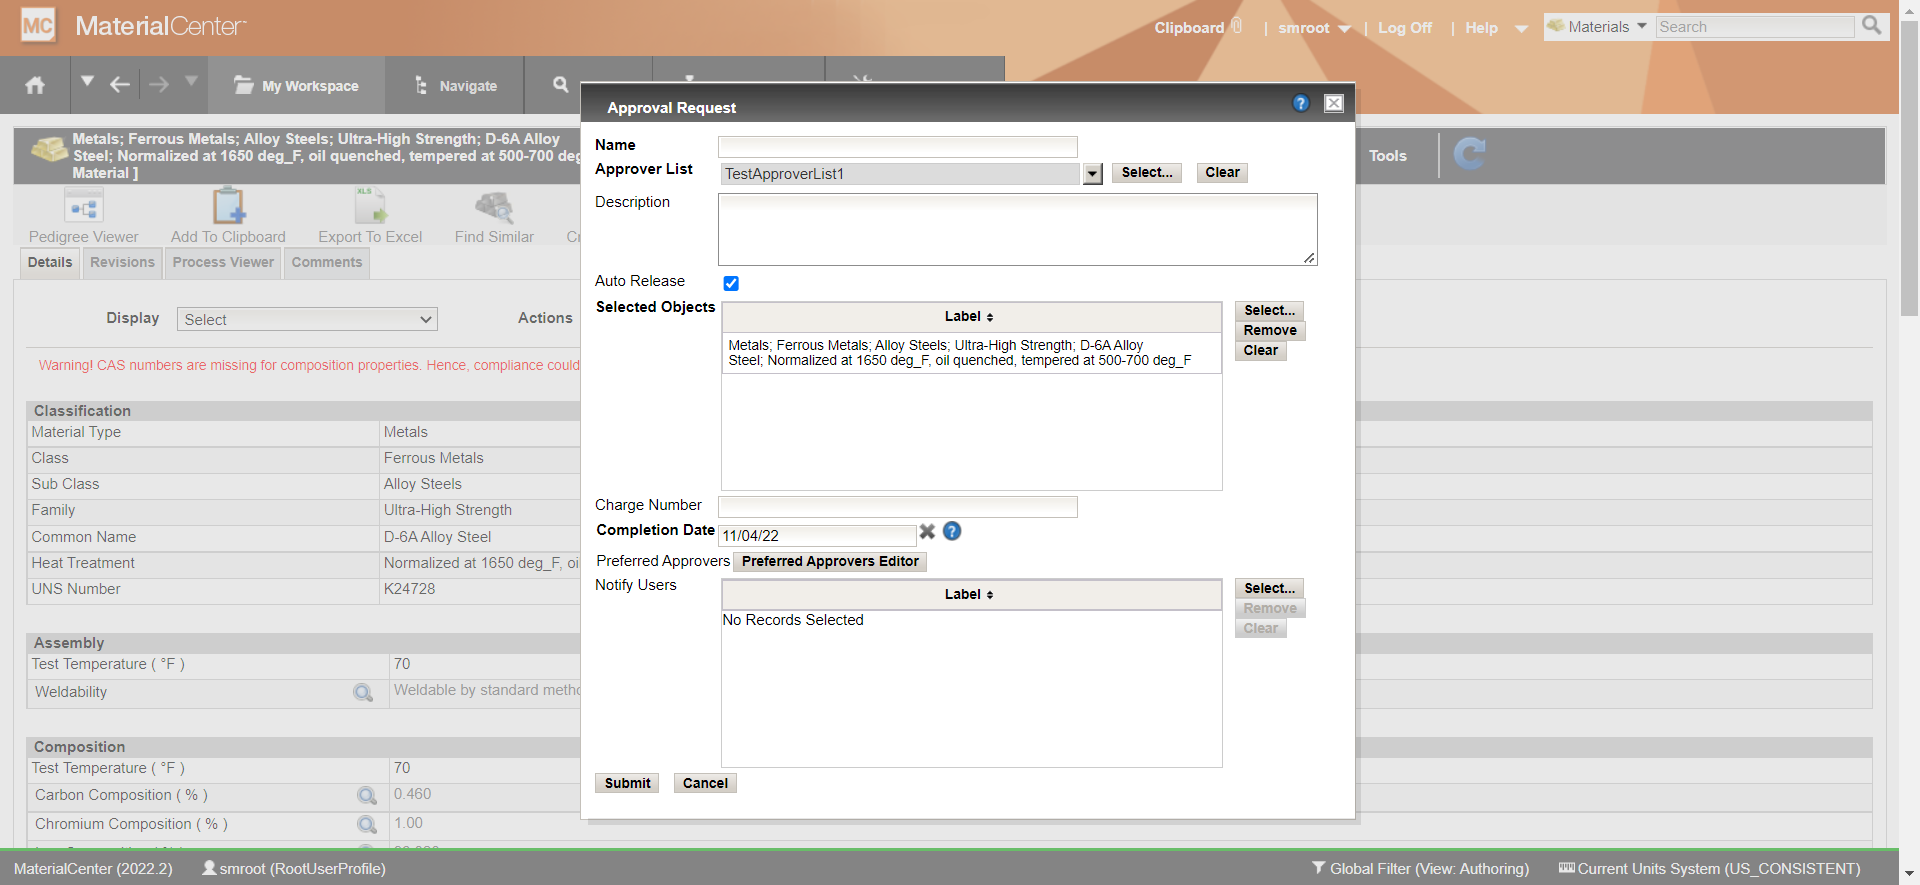 MC MaterialCenter
Clipboard | smroot | Log Off | Help Materials Search
My Workspace Navigate
Metals; Ferrous Metals; Alloy Steels; Ultra-High Strength; D-6A Alloy
Steel; Normalized at 1650 deg_F, oil quenched, tempered at 500-700 deg
Material ]
Tools
Pedigree Viewer Add To Clipboard Export To Excel Find Similar
Details Revisions Process Viewer Comments
Display Select Actions
Warning! CAS numbers are missing for composition properties. Hence, compliance could
Classification
Material Type Metals
Class Ferrous Metals
Sub Class Alloy Steels
Family Ultra-High Strength
Common Name D-6A Alloy Steel
Heat Treatment Normalized at 1650 deg_F, oi
UNS Number K24728
Assembly
Test Temperature ( °F ) 70
Weldability Weldable by standard metho
Composition
Test Temperature ( °F ) 70
Carbon Composition ( % ) 0.460
Chromium Composition ( % ) 1.00
Approval Request
Name
Approver List TestApproverList1 Select... Clear
Description
Auto Release
Selected Objects Label Select...
Remove
Clear
Metals; Ferrous Metals; Alloy Steels; Ultra-High Strength; D-6A Alloy
Steel; Normalized at 1650 deg_F, oil quenched, tempered at 500-700 deg_F
Charge Number
Completion Date 11/04/22
Preferred Approvers Preferred Approvers Editor
Notify Users Label Select...
Remove
Clear
No Records Selected
Submit Cancel
MaterialCenter (2022.2) smroot (RootUserProfile) Global Filter (View: Authoring) Current Units System (US_CONSISTENT)